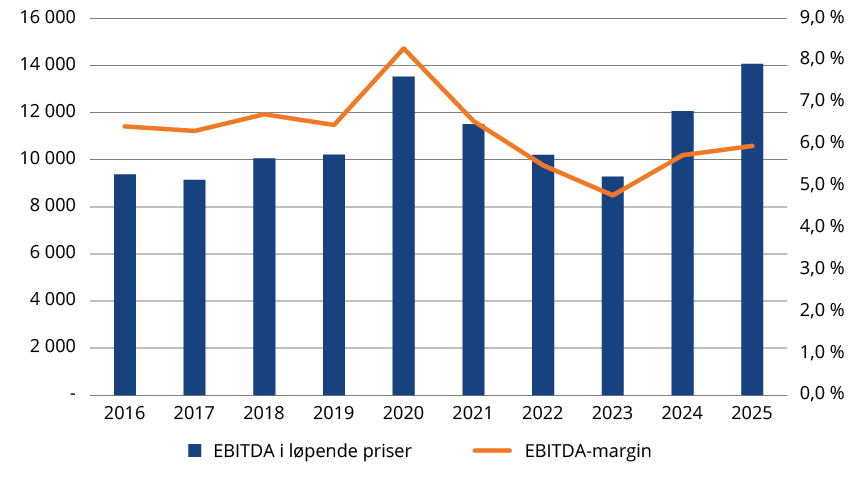 16 000 9,0 %
14 000 8,0 %
12 000 7,0 %
10 000 6,0 %
8 000 5,0 %
6 000 4,0 %
4 000 3,0 %
2 000 2,0 %
- 1,0 %
0,0 %
2016 2017 2018 2019 2020 2021 2022 2023 2024 2025
EBITDA i løpende priser EBITDA-margin